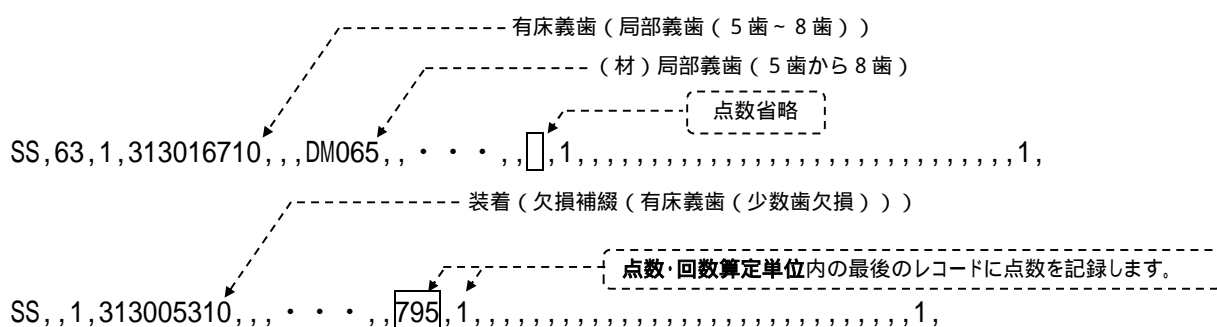 有床義歯（局部義歯（５歯～８歯））
（材）局部義歯（５歯から８歯）
点数省略
SS,63,1,313016710,,,DM065,,・・・,,,1,,,,,,,,,,,,,,,,,,,,,,,,,,,,,,1,
装着（欠損補綴（有床義歯（少数歯欠損）））
点数・回数算定単位内の最後のレコードに点数を記録します。
SS,,1,313005310,,,・・・,,795,1,,,,,,,,,,,,,,,,,,,,,,,,,,,,,,1,